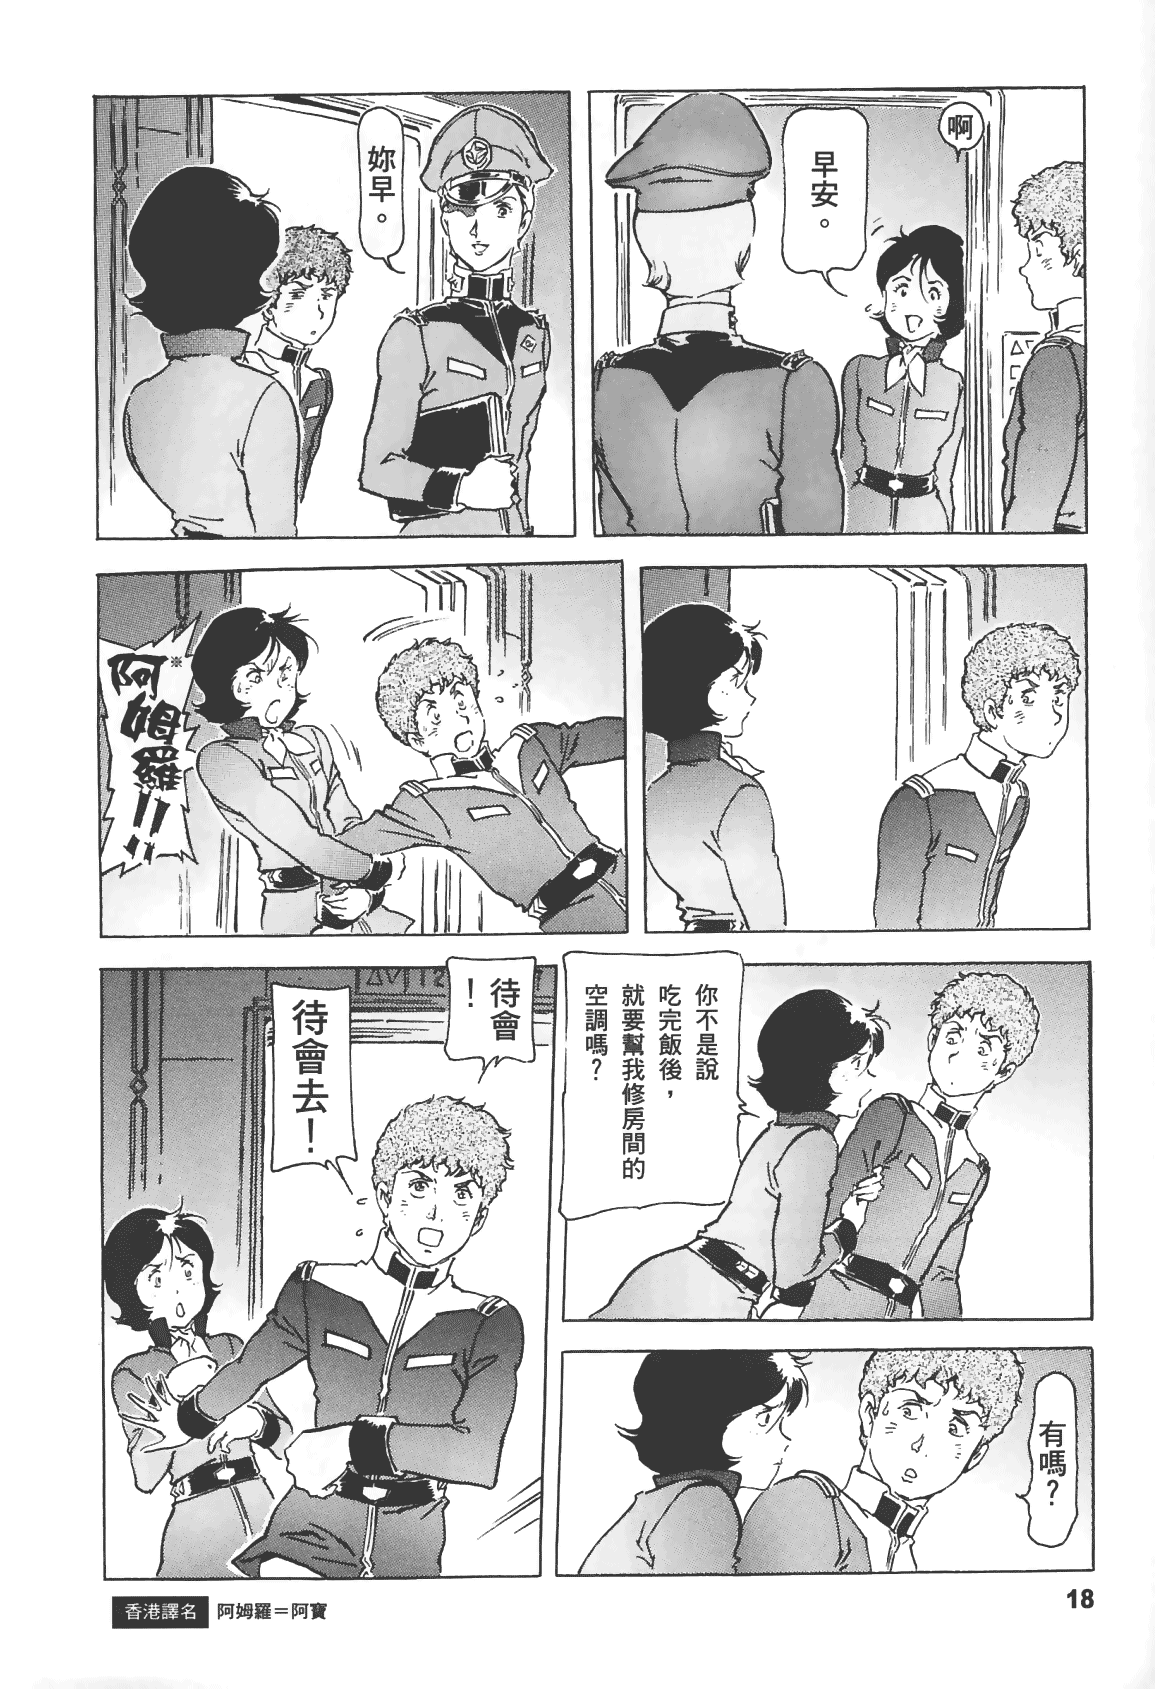 啊
早安。
妳早。
※
阿姆羅!!
你不是說
吃完飯後，
就要幫我修房間的
空調嗎？
有嗎？
待會
！
待會去！
香港譯名 阿姆羅＝阿寶
18